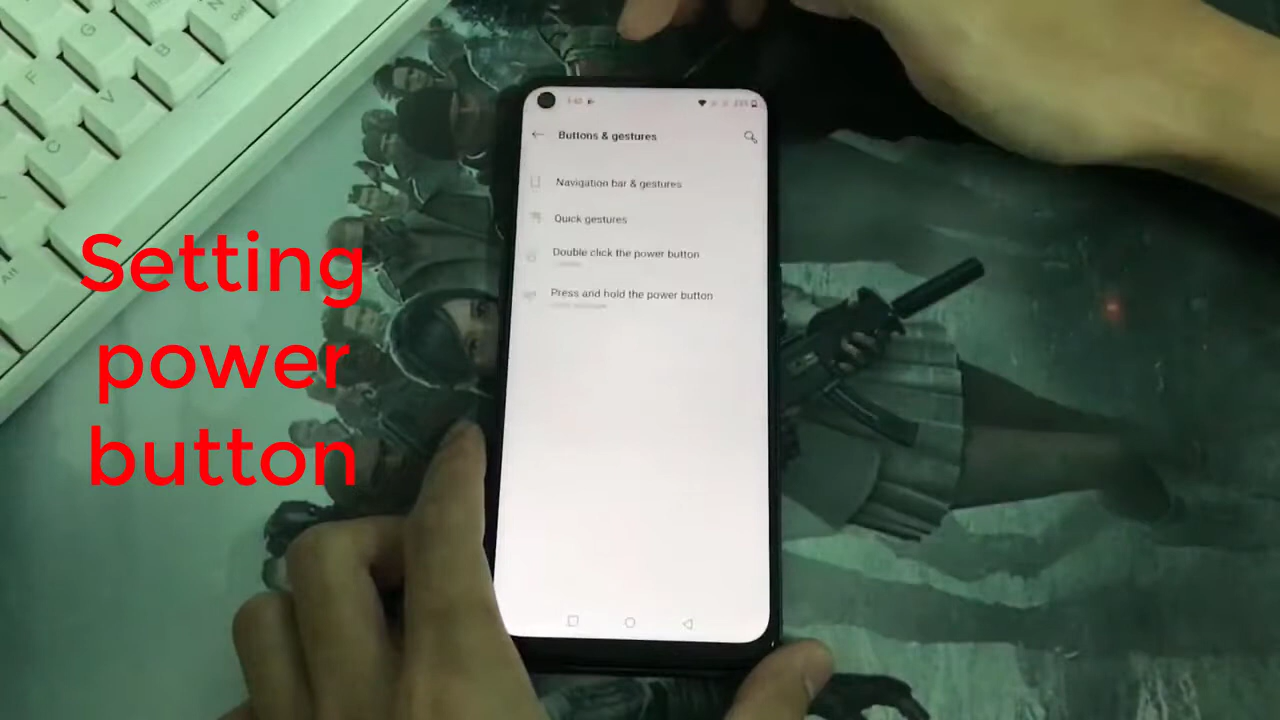 G
N
F
V
B
C
Alt
Buttons & gestures
Navigation bar & gestures
Quick gestures
Double click the power button
Press and hold the power button
Setting
power
button